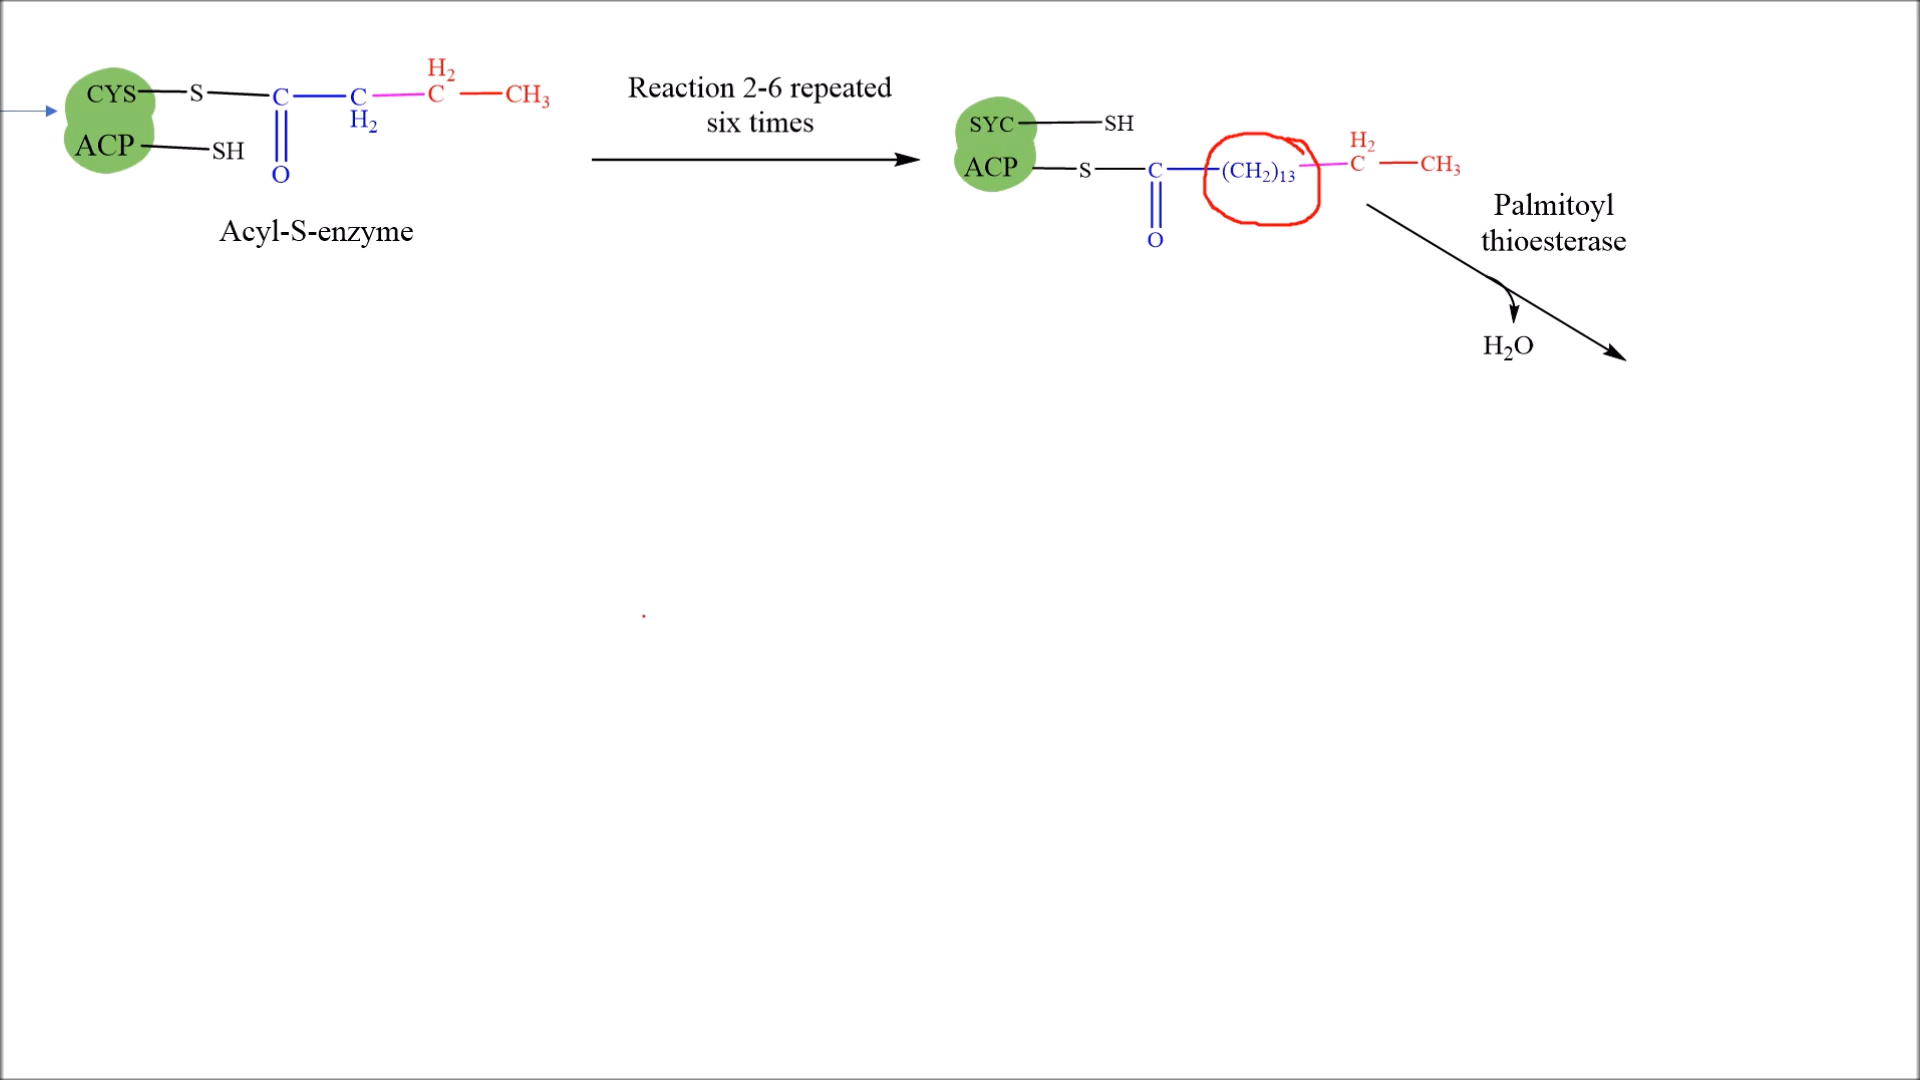 CYS—S—C—C—C—CH₃
H₂
H₂
ACP—SH
O
Acyl-S-enzyme
Reaction 2-6 repeated
six times
SYC—SH
ACP—S—C—(CH₂)₁₃—C—CH₃
H₂
O
Palmitoyl
thioesterase
H₂O